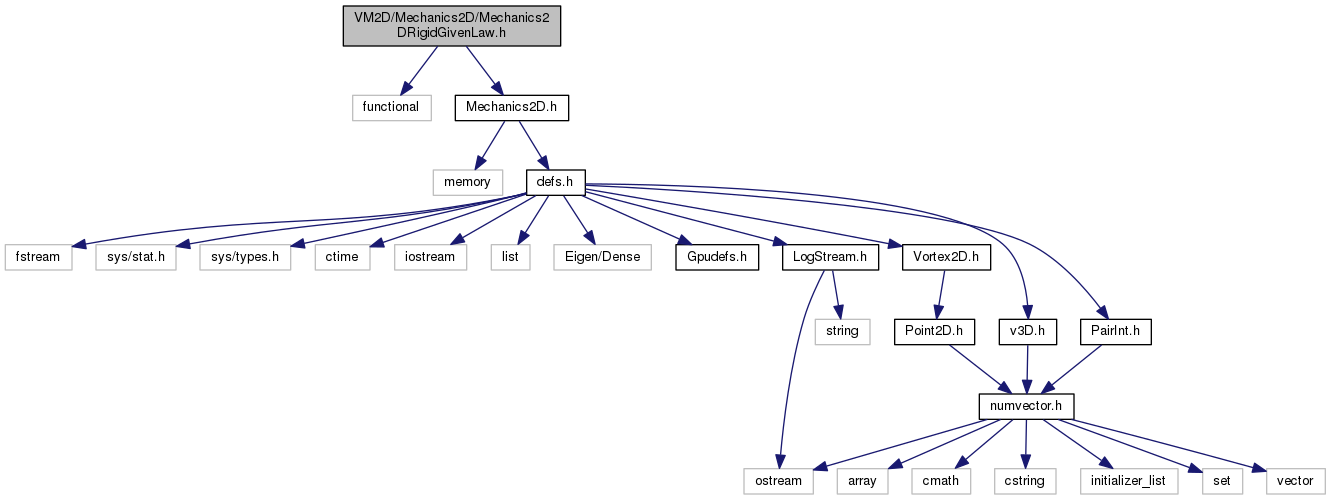 VM2D/Mechanics2D/Mechanics2
DRigidGivenLaw.h
functional
Mechanics2D.h
memory
defs.h
fstream
sys/stat.h
sys/types.h
ctime
iostream
list
Eigen/Dense
Gpudefs.h
LogStream.h
Vortex2D.h
string
Point2D.h
v3D.h
PairInt.h
numvector.h
ostream
array
cmath
cstring
initializer_list
set
vector